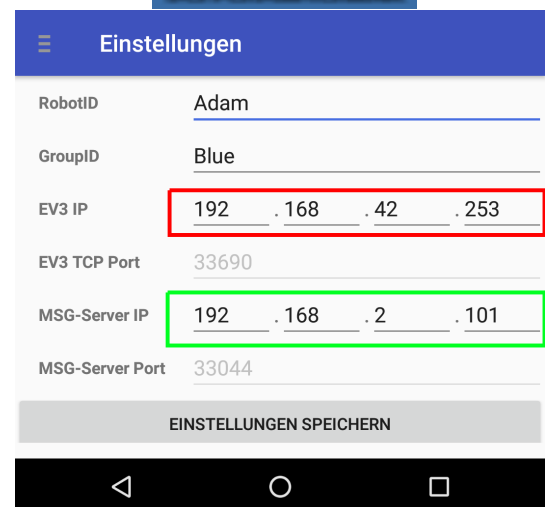 Einstellungen
RobotID Adam
GroupID Blue
EV3 IP 192 . 168 . 42 . 253
EV3 TCP Port 33690
MSG-Server IP 192 . 168 . 2 . 101
MSG-Server Port 33044
EINSTELLUNGEN SPEICHERN